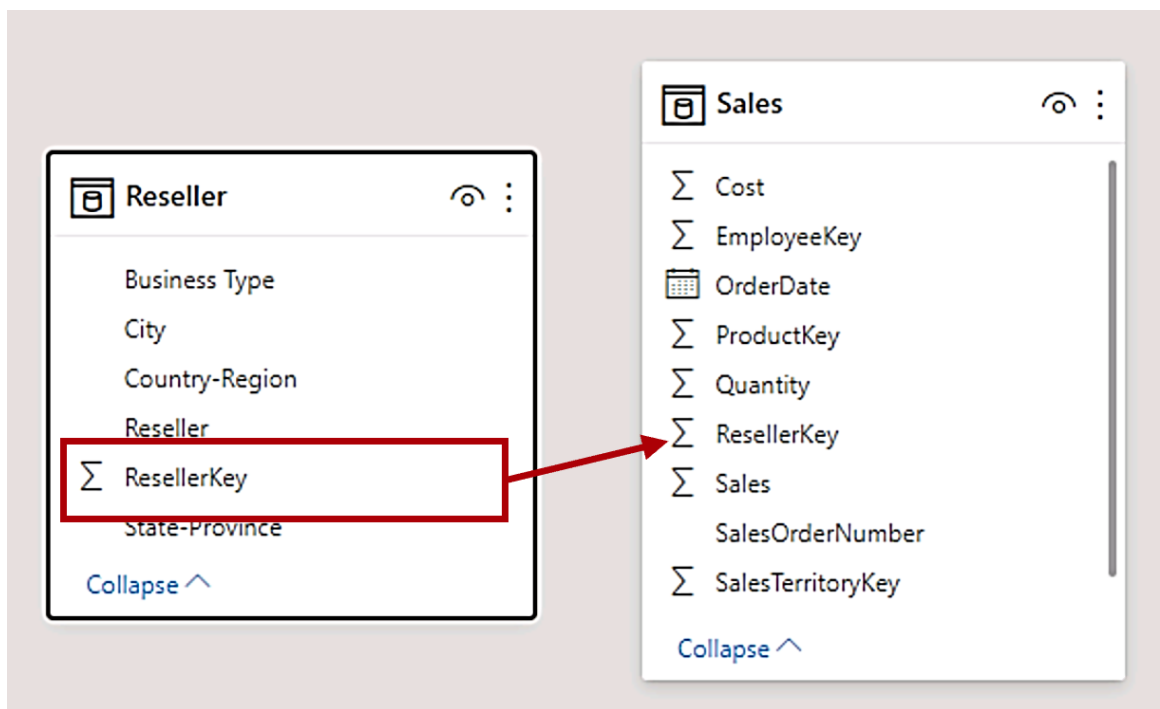 Reseller
Business Type
City
Country-Region
Reseller
ResellerKey
State-Province
Collapse
Sales
Cost
EmployeeKey
OrderDate
ProductKey
Quantity
ResellerKey
Sales
SalesOrderNumber
SalesTerritoryKey
Collapse